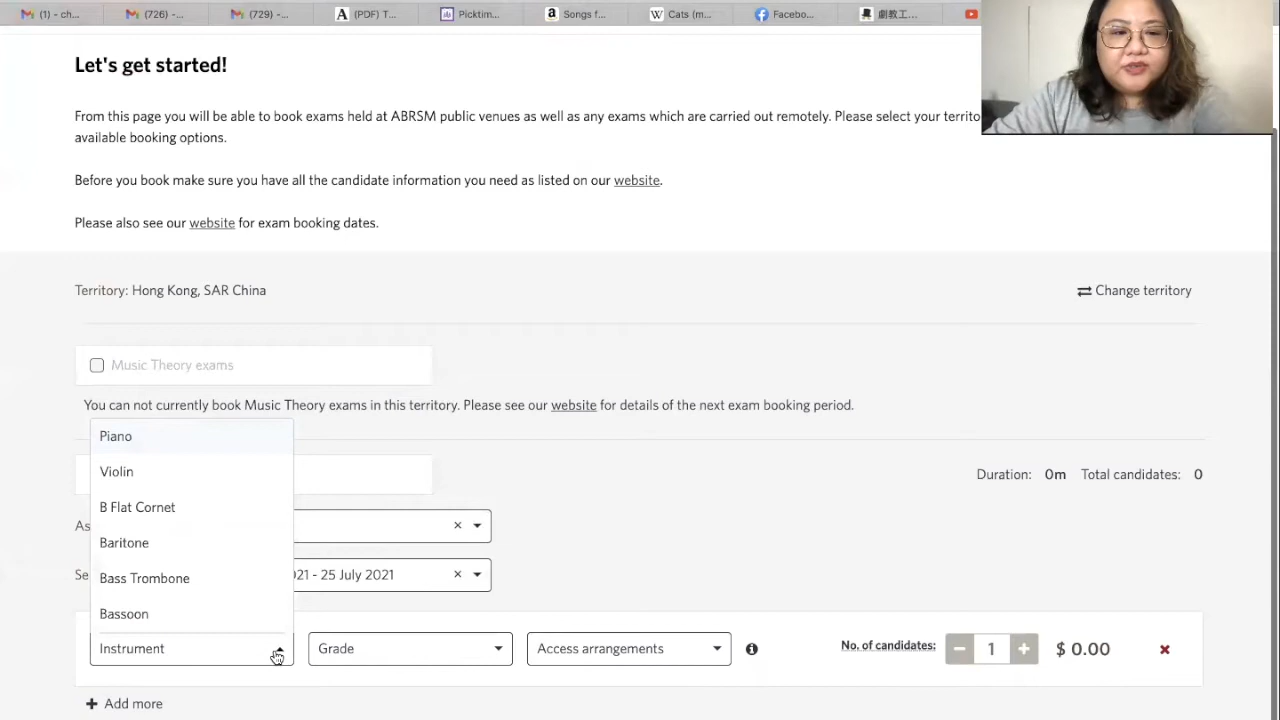 (1) - ch...
(726) -...
(729) -...
(PDF) T...
Picktim...
Songs f...
Cats (m...
Facebo...
劇教工...
Let's get started!
From this page you will be able to book exams held at ABRSM public venues as well as any exams which are carried out remotely. Please select your territo
available booking options.
Before you book make sure you have all the candidate information you need as listed on our website.
Please also see our website for exam booking dates.
Territory: Hong Kong, SAR China
Change territory
Music Theory exams
You can not currently book Music Theory exams in this territory. Please see our website for details of the next exam booking period.
Piano
Violin
Duration: 0m Total candidates: 0
B Flat Cornet
As
Baritone
Se
21 - 25 July 2021
Bass Trombone
Bassoon
Instrument
Grade
Access arrangements
No. of candidates:
1
$ 0.00
Add more